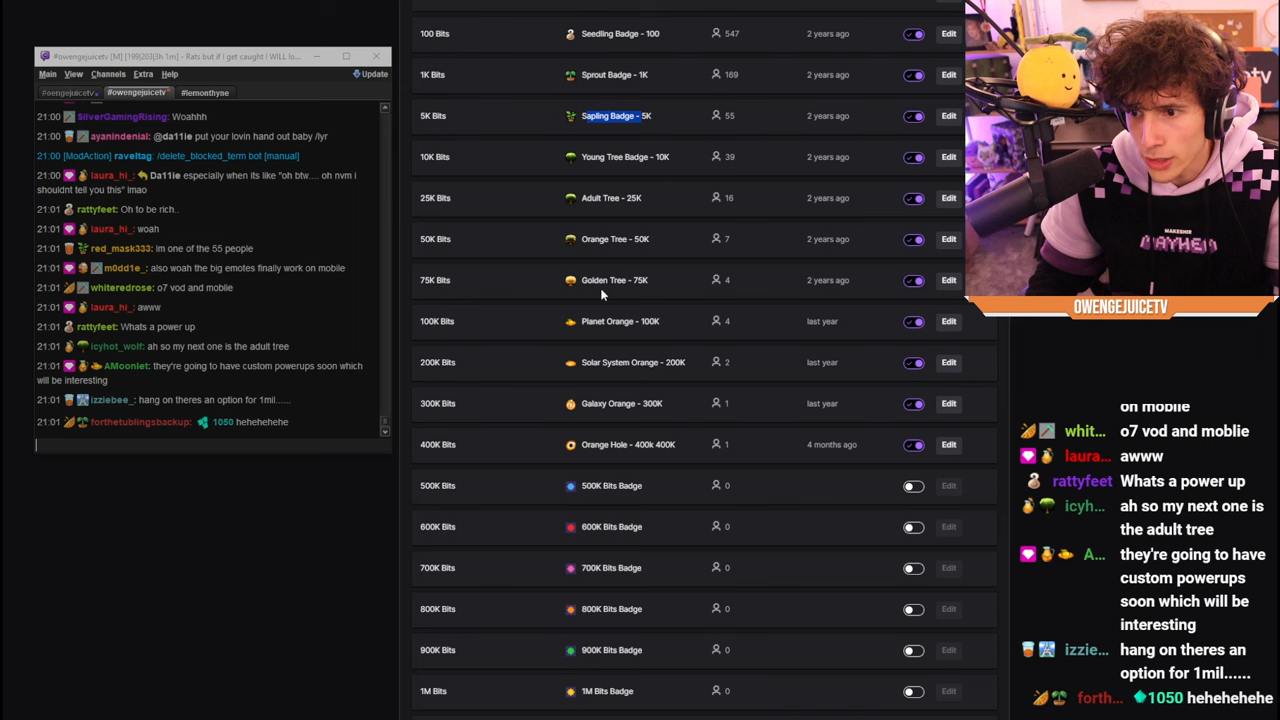 #owengejuicetv [M] [199|203|3h 1m] - Rats but if I get caught I WILL lo...
Main View Channels Extra Help Update
#oengejuicetv #owengejuicetv #lemonthyne
21:00 SilverGamingRising: Woahhh
21:00 ayanindenial: @da11ie put your lovin hand out baby /lyr
21:00 [ModAction] raveltag: /delete_blocked_term bot [manual]
21:00 laura_hi_: Da11ie especially when its like "oh btw.... oh nvm i
shouldnt tell you this" lmao
21:01 rattyfeet: Oh to be rich..
21:01 laura_hi_: woah
21:01 red_mask333: im one of the 55 people
21:01 m0dd1e_: also woah the big emotes finally work on mobile
21:01 whiteredrose: o7 vod and moblie
21:01 laura_hi_: awww
21:01 rattyfeet: Whats a power up
21:01 icyhot_wolf: ah so my next one is the adult tree
21:01 AMoonlet: they're going to have custom powerups soon which
will be interesting
21:01 izziebee_: hang on theres an option for 1mil......
21:01 forthetublingsbackup: 1050 hehehehe
100 Bits Seedling Badge - 100 547 2 years ago Edit
1K Bits Sprout Badge - 1K 169 2 years ago Edit
5K Bits Sapling Badge - 5K 55 2 years ago Edit
10K Bits Young Tree Badge - 10K 39 2 years ago Edit
25K Bits Adult Tree - 25K 16 2 years ago Edit
50K Bits Orange Tree - 50K 7 2 years ago Edit
75K Bits Golden Tree - 75K 4 2 years ago Edit
100K Bits Planet Orange - 100K 4 last year Edit
200K Bits Solar System Orange - 200K 2 last year Edit
300K Bits Galaxy Orange - 300K 1 last year Edit
400K Bits Orange Hole - 400k 400K 1 4 months ago Edit
500K Bits 500K Bits Badge 0 Edit
600K Bits 600K Bits Badge 0 Edit
700K Bits 700K Bits Badge 0 Edit
800K Bits 800K Bits Badge 0 Edit
900K Bits 900K Bits Badge 0 Edit
1M Bits 1M Bits Badge 0 Edit
MAKESHIP
MAYHEM
OWENGEJUICETV
on mobile
whit... o7 vod and moblie
laura... awww
rattyfeet Whats a power up
icyh... ah so my next one is
the adult tree
A... they're going to have
custom powerups
soon which will be
interesting
izzie... hang on theres an
option for 1mil......
forth... 1050 hehehehehe